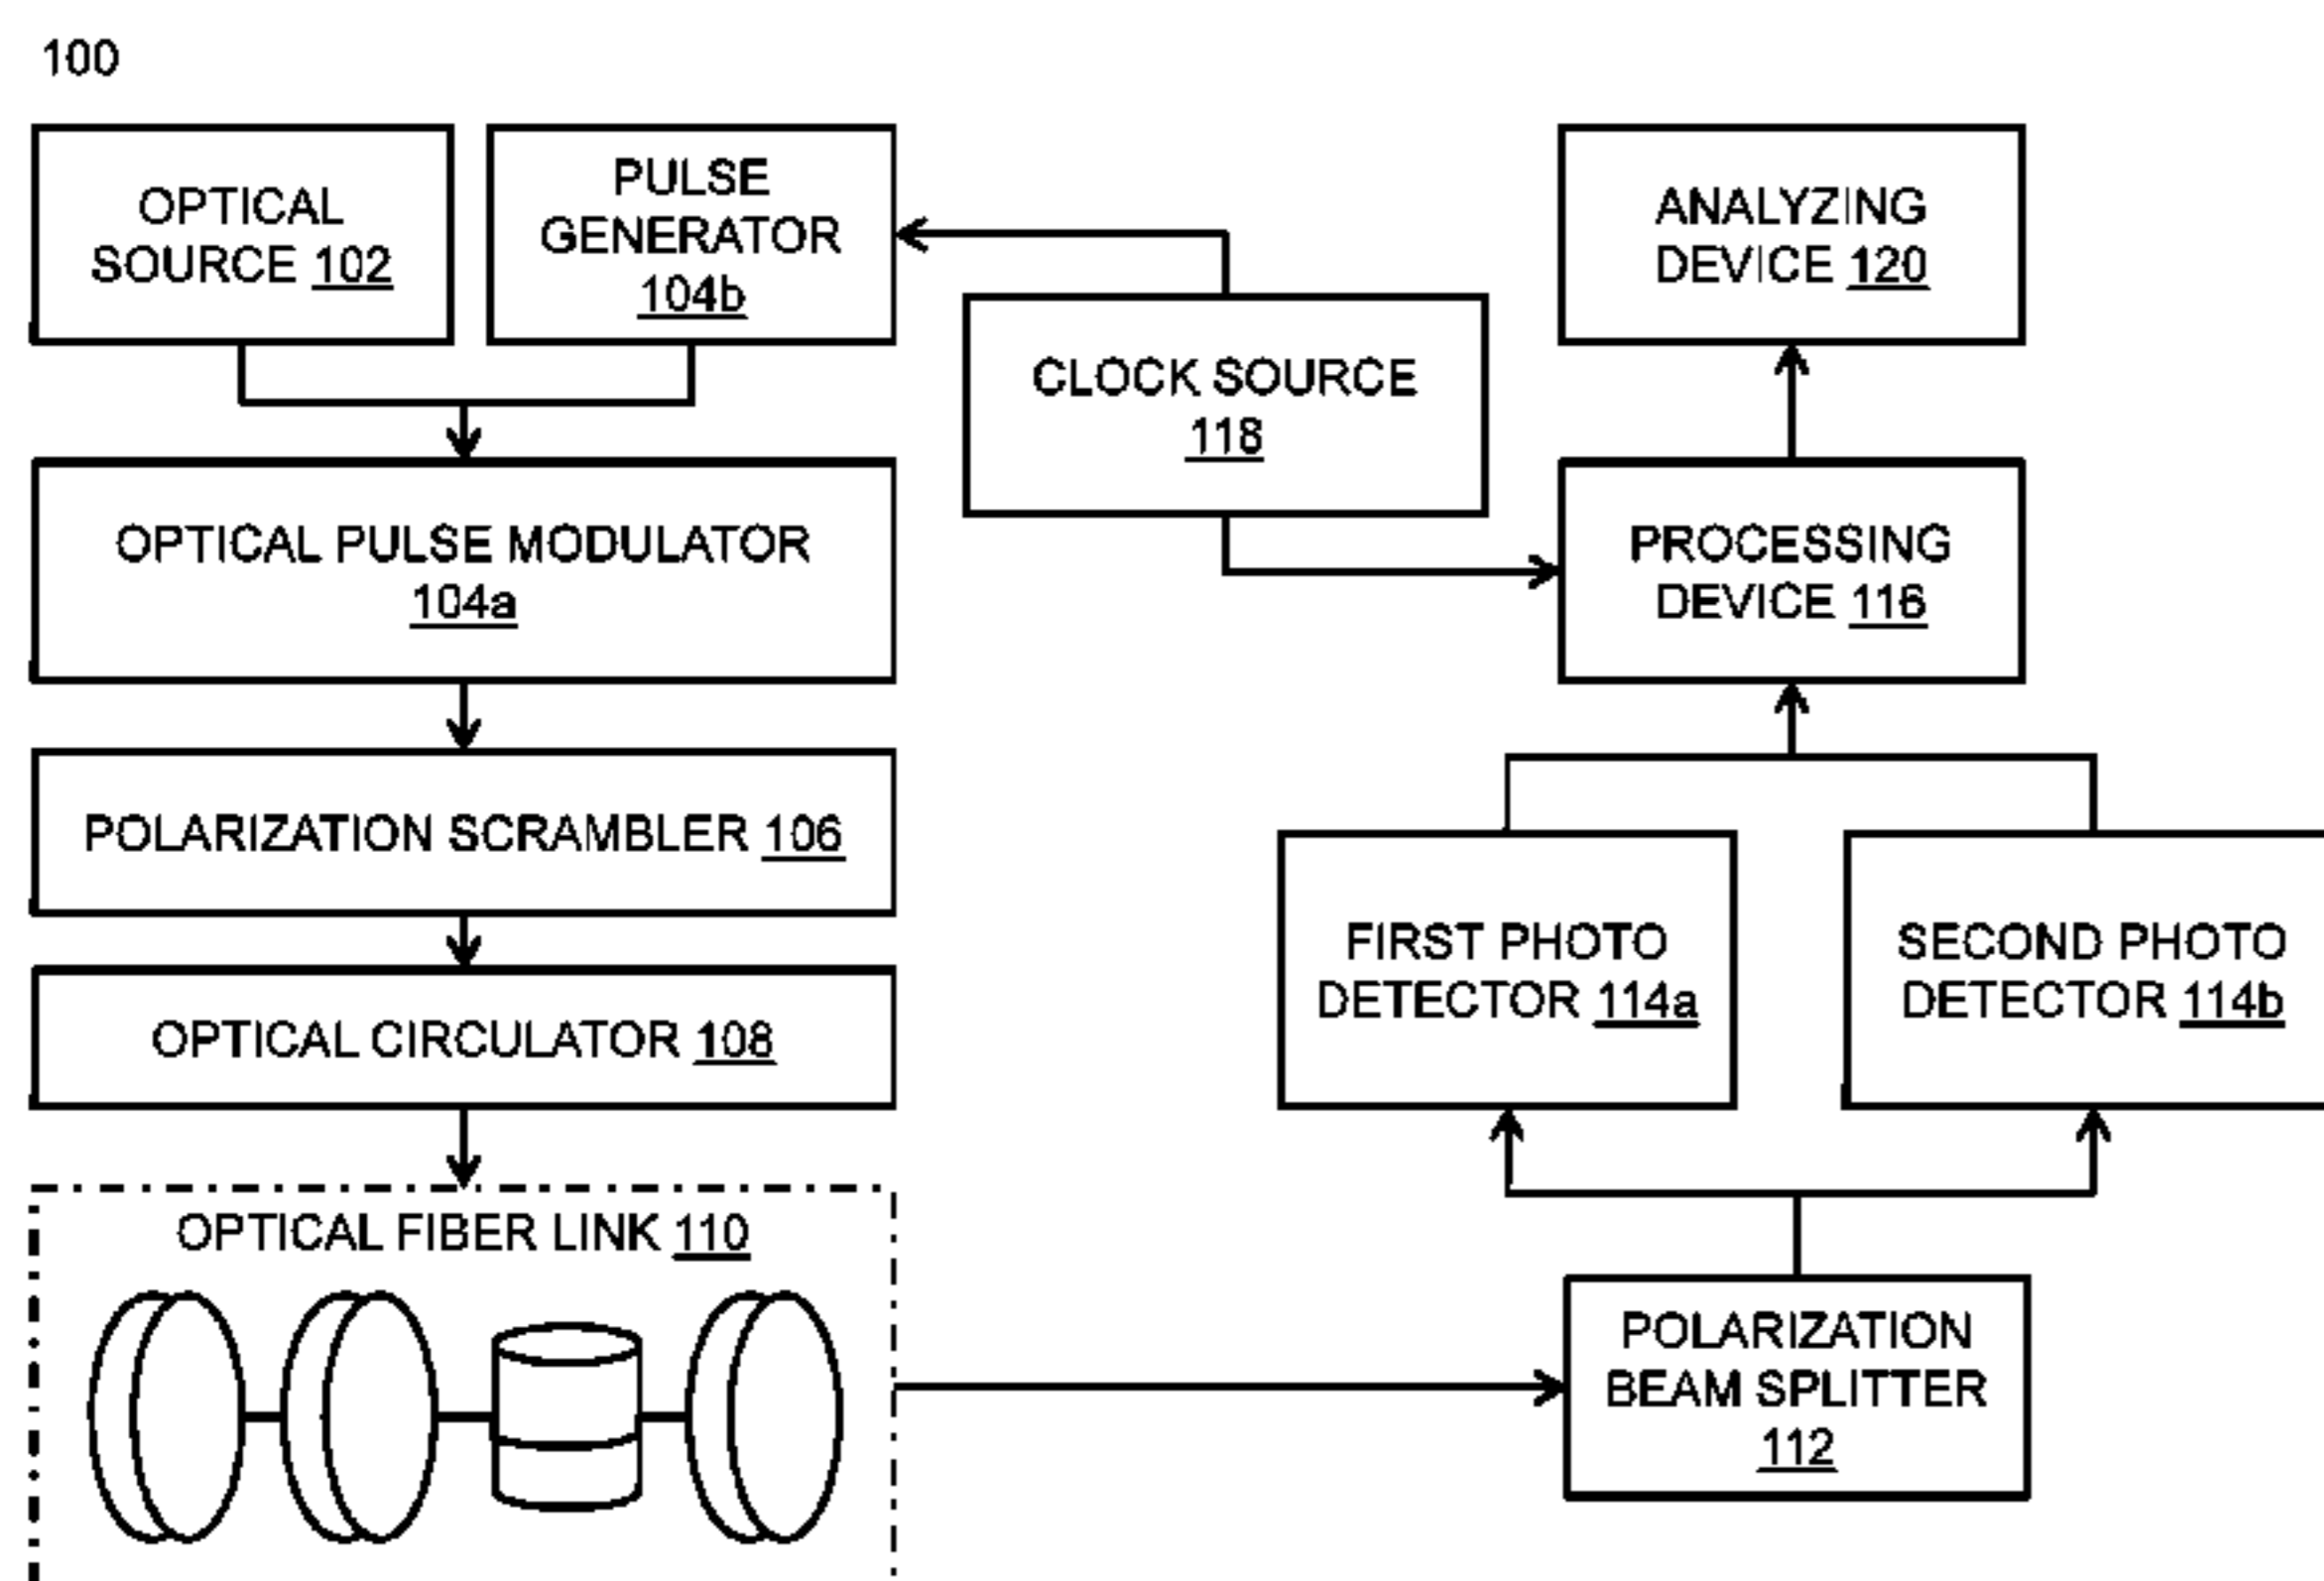 100
OPTICAL
SOURCE 102
PULSE
GENERATOR
104b
CLOCK SOURCE
118
ANALYZING
DEVICE 120
OPTICAL PULSE MODULATOR
104a
PROCESSING
DEVICE 116
POLARIZATION SCRAMBLER 106
OPTICAL CIRCULATOR 108
FIRST PHOTO
DETECTOR 114a
SECOND PHOTO
DETECTOR 114b
OPTICAL FIBER LINK 110
POLARIZATION
BEAM SPLITTER
112